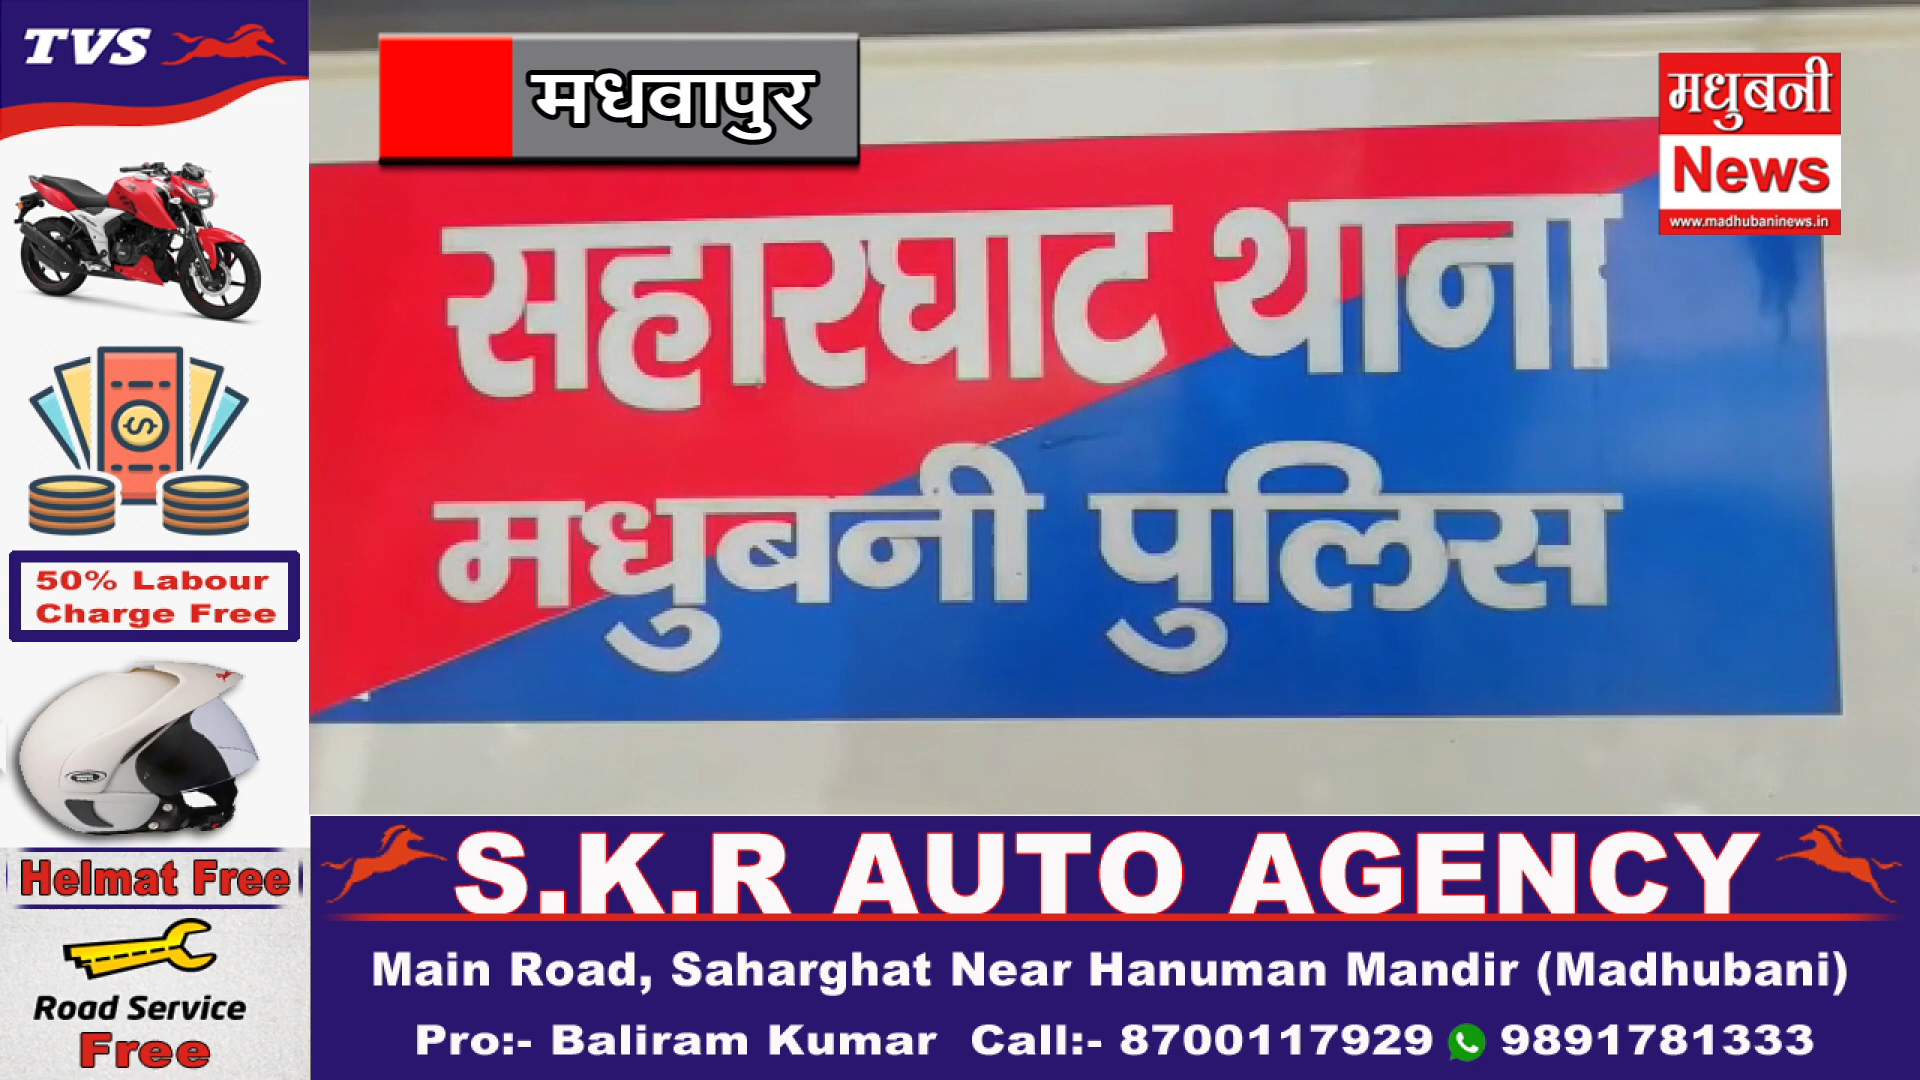 TVS
मधवापुर
मधुबनी
News
www.madhubaninews.in
सहारघाट थाना
मधुबनी पुलिस
50% Labour
Charge Free
Helmat Free
Road Service
Free
S.K.R AUTO AGENCY
Main Road, Saharghat Near Hanuman Mandir (Madhubani)
Pro:- Baliram Kumar Call:- 8700117929 9891781333